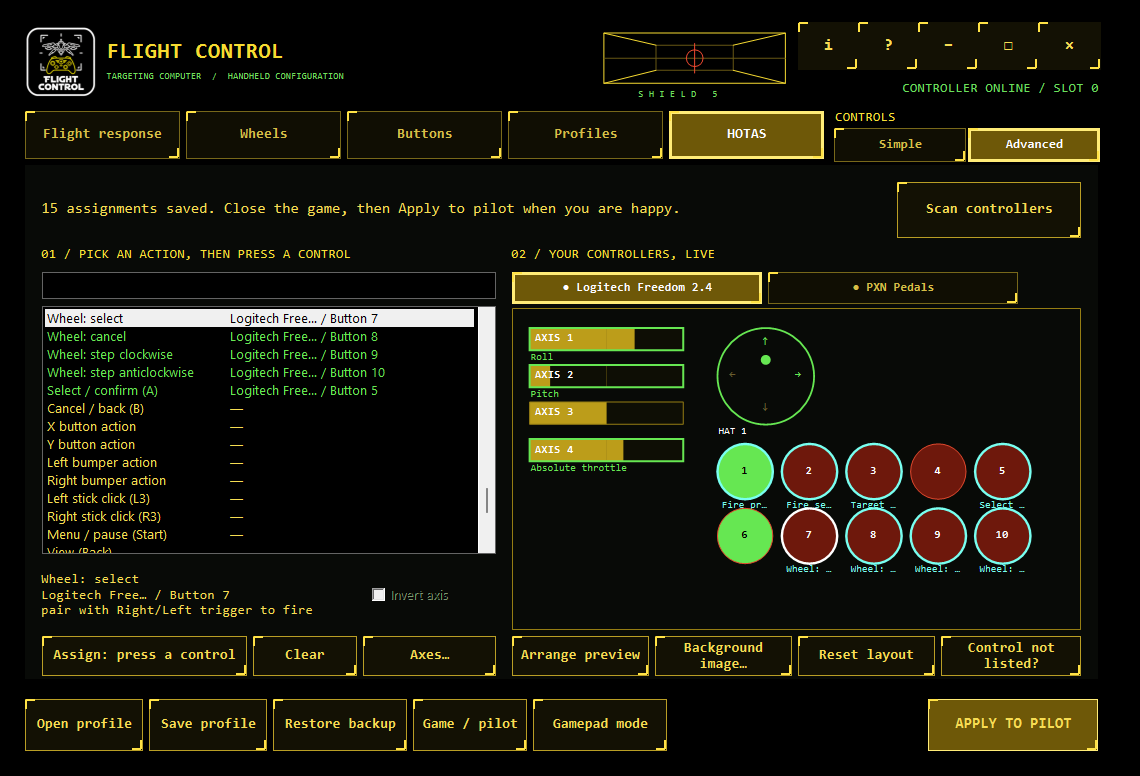 FLIGHT CONTROL
FLIGHT CONTROL
TARGETING COMPUTER / HANDHELD CONFIGURATION
SHIELD 5
i ? − □ ×
CONTROLLER ONLINE / SLOT 0
Flight response
Wheels
Buttons
Profiles
HOTAS
CONTROLS
Simple
Advanced
15 assignments saved. Close the game, then Apply to pilot when you are happy.
Scan controllers
01 / PICK AN ACTION, THEN PRESS A CONTROL
Wheel: select Logitech Free... / Button 7
Wheel: cancel Logitech Free... / Button 8
Wheel: step clockwise Logitech Free... / Button 9
Wheel: step anticlockwise Logitech Free... / Button 10
Select / confirm (A) Logitech Free... / Button 5
Cancel / back (B) —
X button action —
Y button action —
Left bumper action —
Right bumper action —
Left stick click (L3) —
Right stick click (R3) —
Menu / pause (Start) —
View (Back)
Wheel: select
Logitech Free… / Button 7
pair with Right/Left trigger to fire
Invert axis
Assign: press a control
Clear
Axes…
02 / YOUR CONTROLLERS, LIVE
● Logitech Freedom 2.4
● PXN Pedals
AXIS 1
Roll
AXIS 2
Pitch
AXIS 3
AXIS 4
Absolute throttle
↑
← →
↓
HAT 1
1 2 3 4 5
Fire pr… Fire se… Target … Select …
6 7 8 9 10
Wheel: … Wheel: … Wheel: … Wheel: …
Arrange preview
Background
image…
Reset layout
Control not
listed?
Open profile
Save profile
Restore backup
Game / pilot
Gamepad mode
APPLY TO PILOT